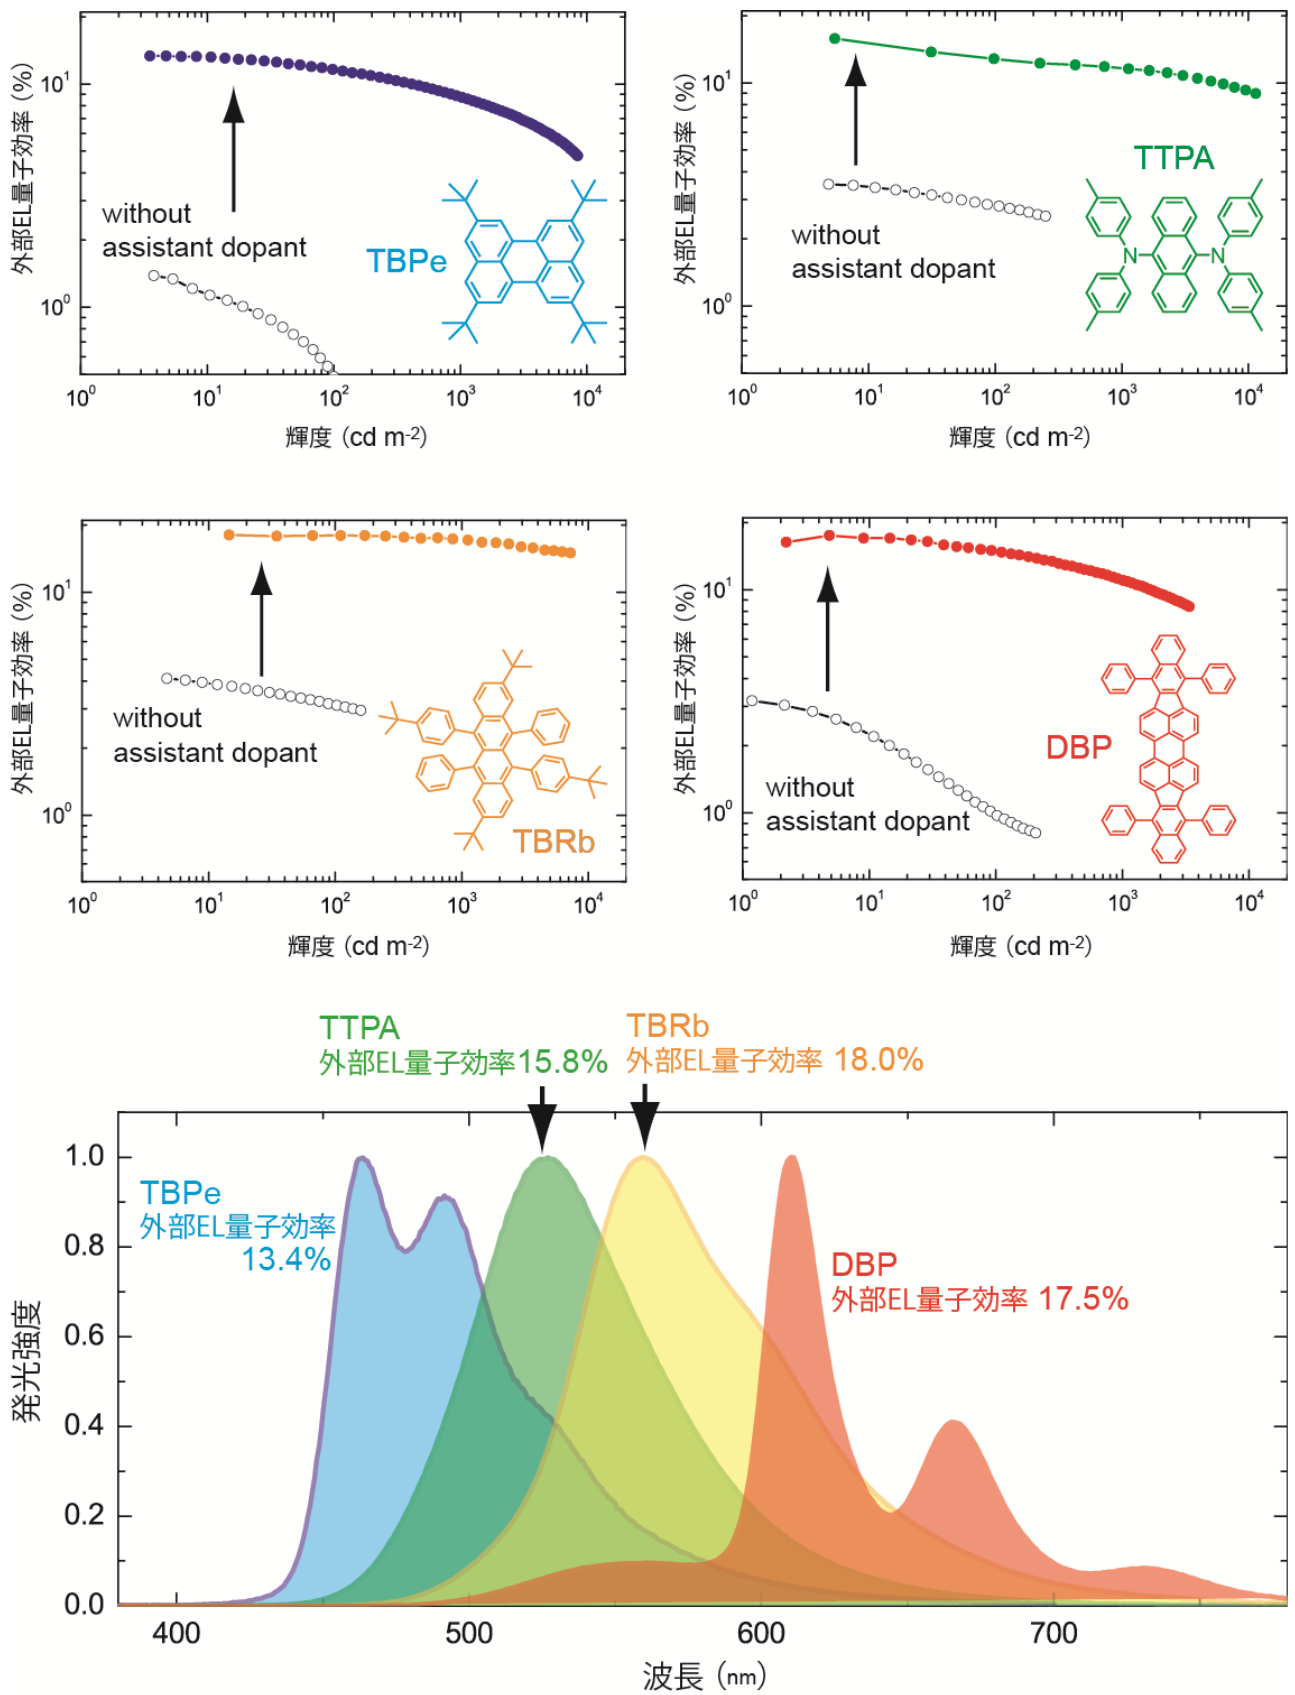 外部EL量子効率 (%)
10¹
10⁰
without
assistant dopant
TBPe
10⁰ 10¹ 10² 10³ 10⁴
輝度 (cd m-2)
外部EL量子効率 (%)
10¹
10⁰
without
assistant dopant
TTPA
N N
10⁰ 10¹ 10² 10³ 10⁴
輝度 (cd m-2)
外部EL量子効率 (%)
10¹
10⁰
without
assistant dopant
TBRb
10⁰ 10¹ 10² 10³ 10⁴
輝度 (cd m-2)
外部EL量子効率 (%)
10¹
10⁰
without
assistant dopant
DBP
10⁰ 10¹ 10² 10³ 10⁴
輝度 (cd m-2)
TTPA
外部EL量子効率15.8%
TBRb
外部EL量子効率 18.0%
TBPe
外部EL量子効率
13.4%
DBP
外部EL量子効率 17.5%
発光強度
1.0
0.8
0.6
0.4
0.2
0.0
400 500 600 700
波長 (nm)